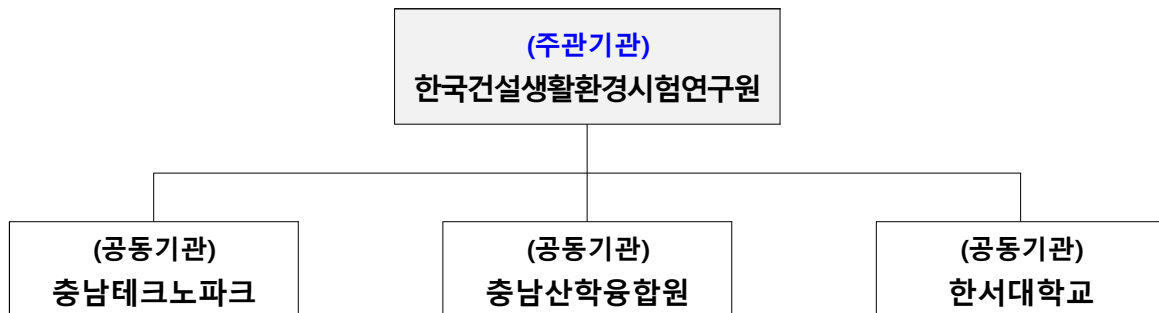 (주관기관)
한국건설생활환경시험연구원
(공동기관)
충남테크노파크
(공동기관)
충남산학융합원
(공동기관)
한서대학교